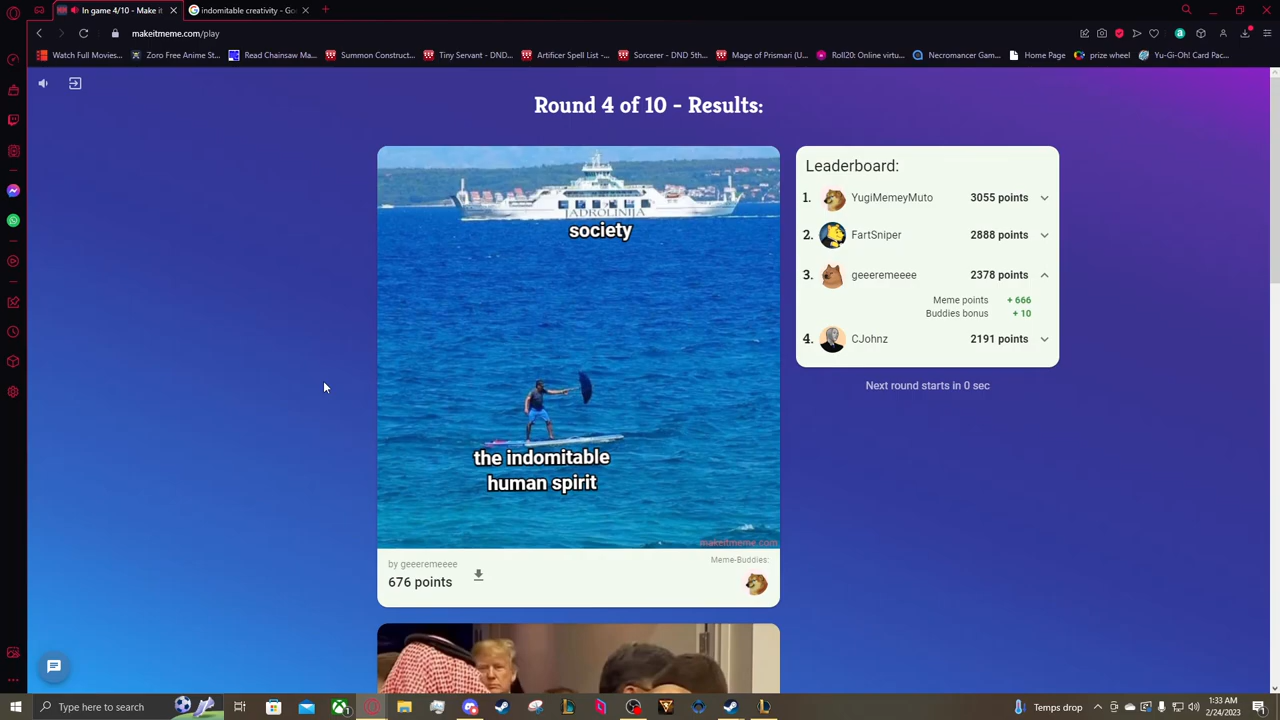 In game 4/10 - Make it
indomitable creativity - Go
makeitmeme.com/play
Watch Full Movies...
Zoro Free Anime St...
Read Chainsaw Ma...
Summon Construct...
Tiny Servant - DND...
Artificer Spell List -...
Sorcerer - DND 5th...
Mage of Prismari (U...
Roll20: Online virtu...
Necromancer Gam...
Home Page
prize wheel
Yu-Gi-Oh! Card Pac...
Round 4 of 10 - Results:
JADROLINIJA
society
the indomitable
human spirit
makeitmeme.com
by geeeremeeee
676 points
Meme-Buddies:
Leaderboard:
1. YugiMemeyMuto 3055 points
2. FartSniper 2888 points
3. geeeremeeee 2378 points
Meme points + 666
Buddies bonus + 10
4. CJohnz 2191 points
Next round starts in 0 sec
Type here to search
Temps drop
1:33 AM
2/24/2023